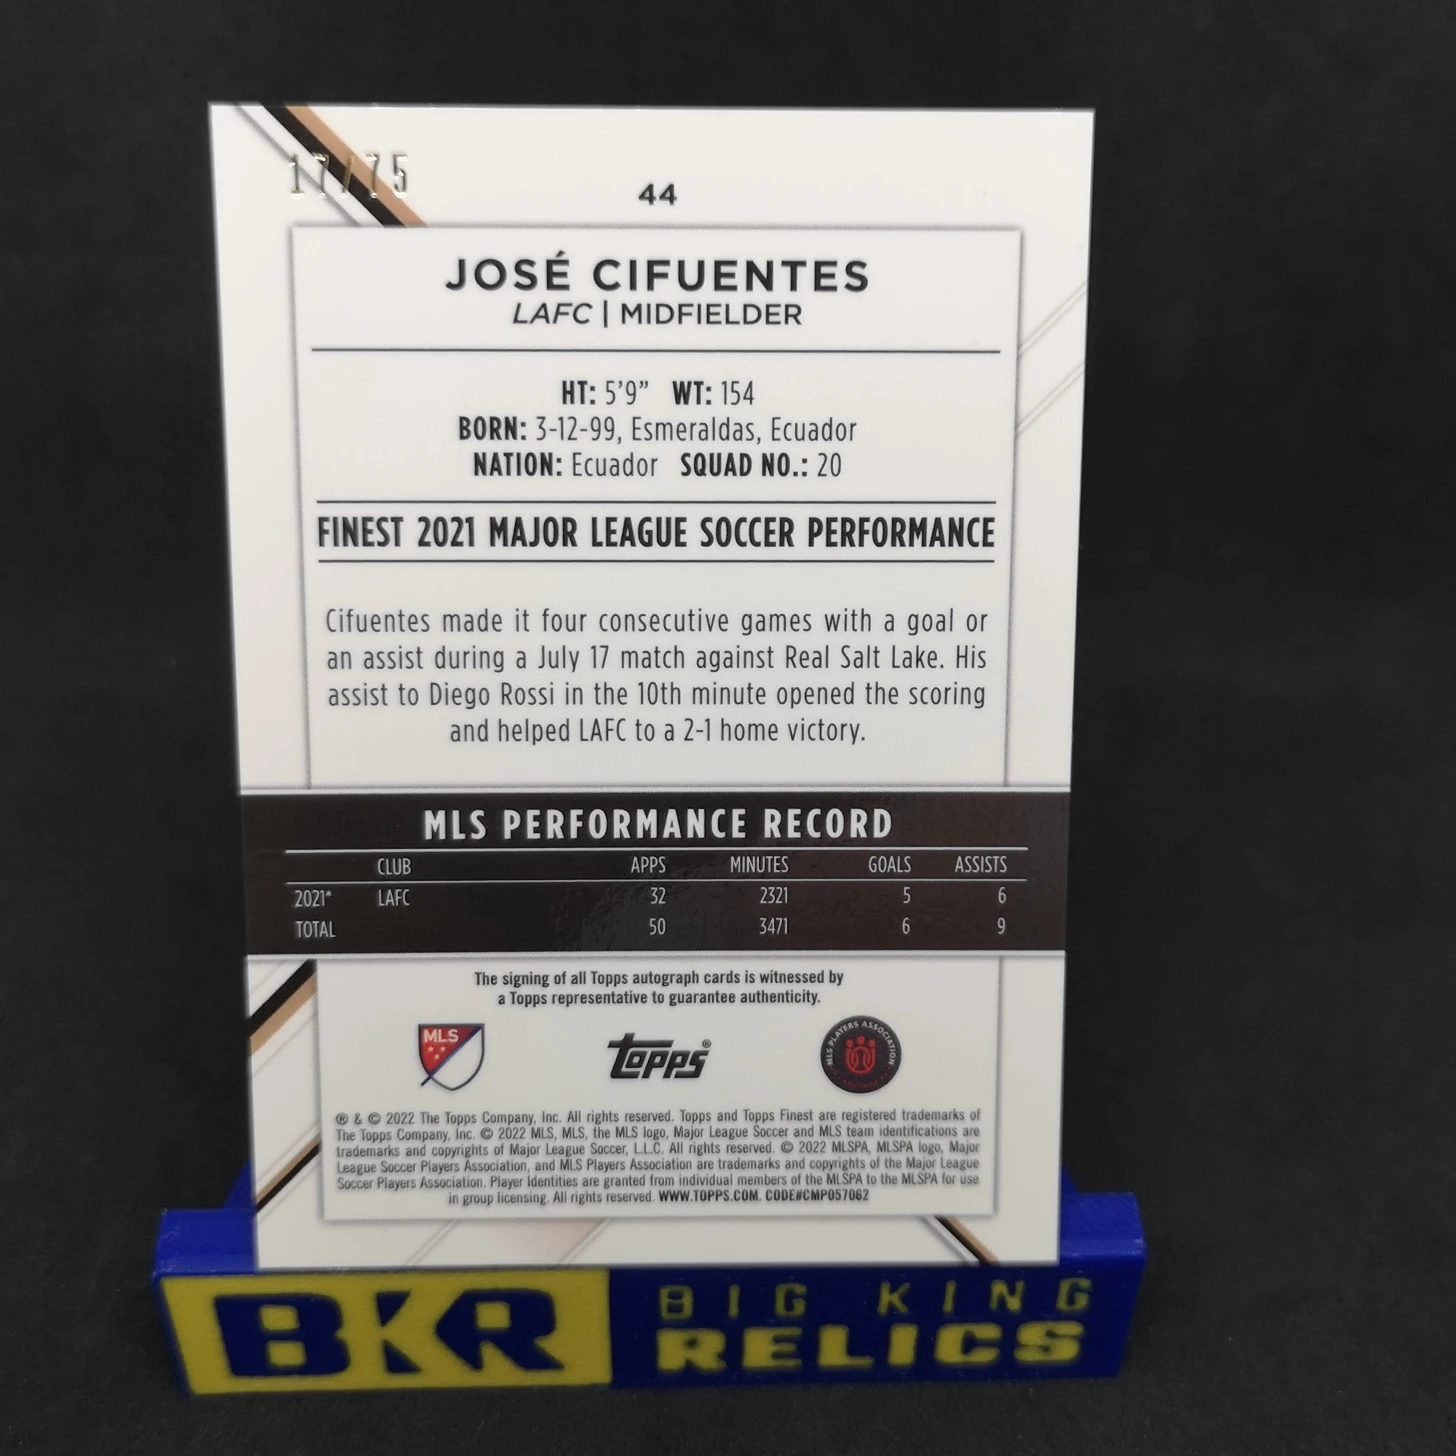 17/75
44
JOSÉ CIFUENTES
LAFC | MIDFIELDER
HT: 5'9" WT: 154
BORN: 3-12-99, Esmeraldas, Ecuador
NATION: Ecuador SQUAD NO.: 20
FINEST 2021 MAJOR LEAGUE SOCCER PERFORMANCE
Cifuentes made it four consecutive games with a goal or
an assist during a July 17 match against Real Salt Lake. His
assist to Diego Rossi in the 10th minute opened the scoring
and helped LAFC to a 2-1 home victory.
MLS PERFORMANCE RECORD
CLUB APPS MINUTES GOALS ASSISTS
2021* LAFC 32 2321 5 6
TOTAL 50 3471 6 9
The signing of all Topps autograph cards is witnessed by
a Topps representative to guarantee authenticity.
MLS
Topps®
MLS PLAYERS ASSOCIATION
® & © 2022 The Topps Company, Inc. All rights reserved. Topps and Topps Finest are registered trademarks of
The Topps Company, Inc. © 2022 MLS, MLS, the MLS logo, Major League Soccer and MLS team identifications are
trademarks and copyrights of Major League Soccer, L.L.C. All rights reserved. © 2022 MLSPA, MLSPA logo, Major
League Soccer Players Association, and MLS Players Association are trademarks and copyrights of the Major League
Soccer Players Association. Player Identities are granted from individual members of the MLSPA to the MLSPA for use
in group licensing. All rights reserved. WWW.TOPPS.COM. CODE#CMP057062
BKR
BIG KING
RELICS